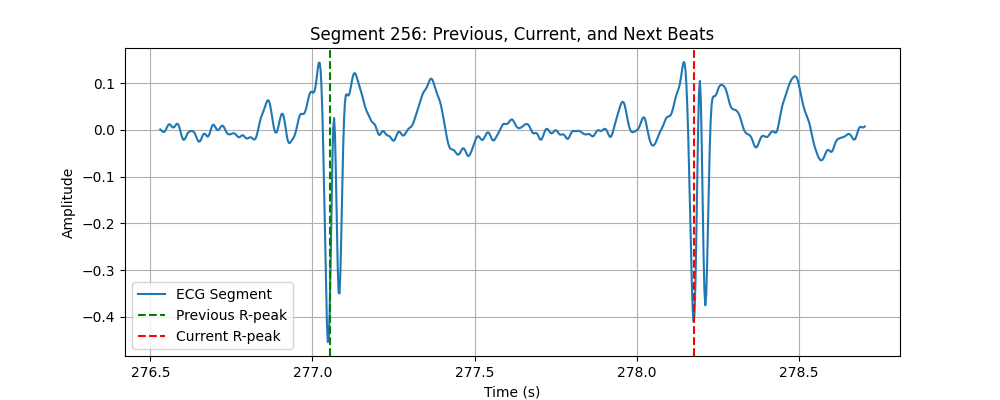 Segment 256: Previous, Current, and Next Beats
Amplitude
0.1
0.0
−0.1
−0.2
−0.3
−0.4
ECG Segment
Previous R-peak
Current R-peak
276.5 277.0 277.5 278.0 278.5
Time (s)